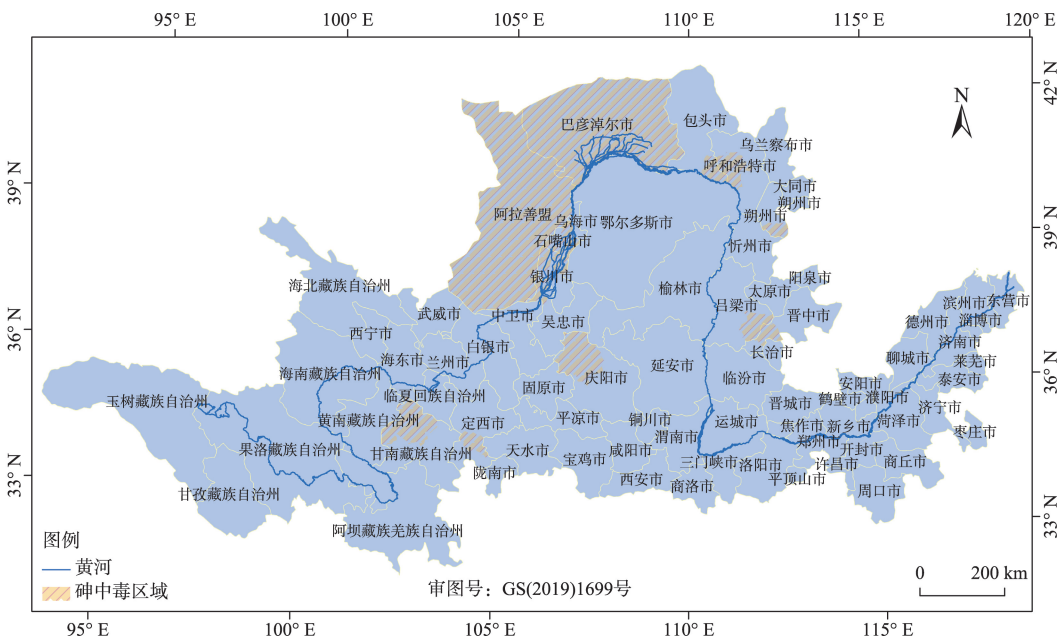 95° E 100° E 105° E 110° E 115° E 120° E
42° N
N
巴彦淖尔市 包头市
乌兰察布市
呼和浩特市
39° N
大同市
朔州市
阿拉善盟 乌海市 鄂尔多斯市 朔州市
39° N
石嘴山市 忻州市
银川市 阳泉市
海北藏族自治州 榆林市 太原市
吕梁市 滨州市 东营市
武威市 中卫市 吴忠市 晋中市 德州市 淄博市
36° N
西宁市 济南市
白银市 长治市 聊城市 莱芜市
海东市 兰州市 延安市
36° N
海南藏族自治州 庆阳市 临汾市 泰安市
固原市 安阳市
临夏回族自治州 晋城市 鹤壁市 濮阳市
玉树藏族自治州 济宁市
黄南藏族自治州 定西市 平凉市 铜川市 运城市 焦作市 新乡市 菏泽市
渭南市 郑州市 枣庄市
果洛藏族自治州 甘南藏族自治州 天水市 咸阳市 开封市
宝鸡市 三门峡市 洛阳市 许昌市 商丘市
33° N
陇南市 西安市 商洛市 平顶山市
甘孜藏族自治州 周口市
33° N
阿坝藏族羌族自治州
图例
黄河
砷中毒区域
审图号：GS(2019)1699号
0 200 km
95° E 100° E 105° E 110° E 115° E